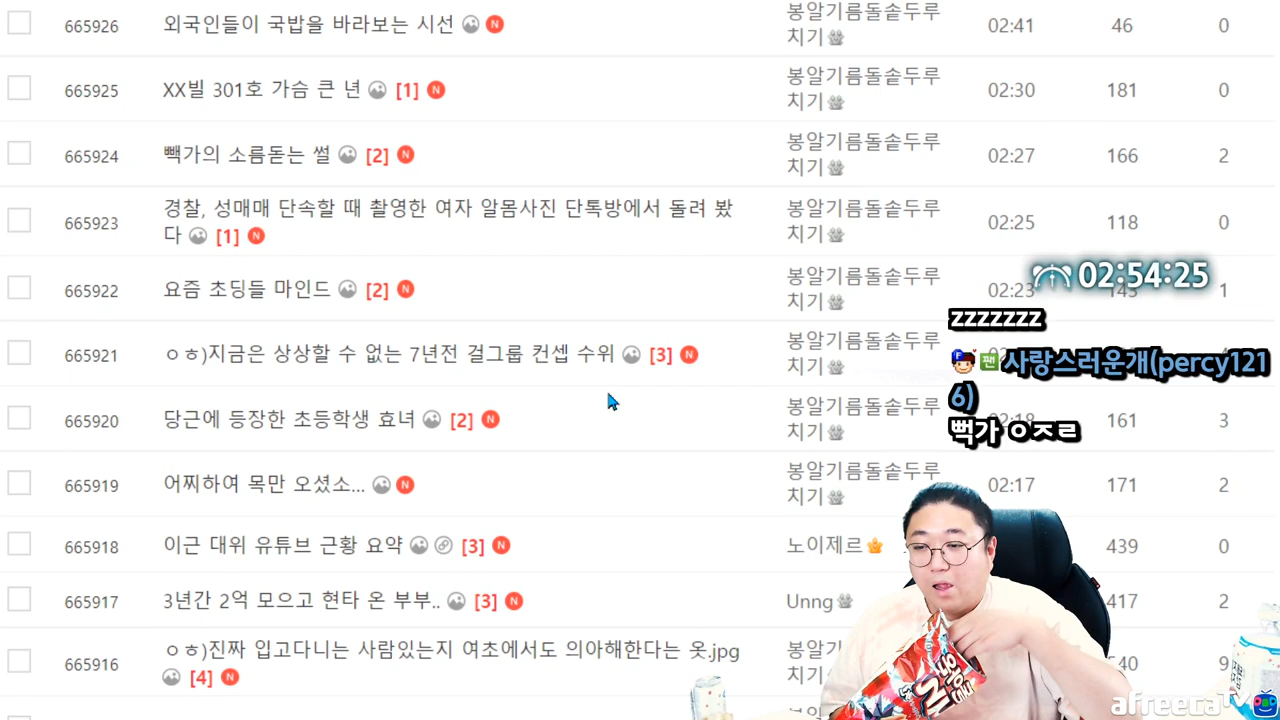 665926 외국인들이 국밥을 바라보는 시선 N 봉알기름돌솥두루치기 02:41 46 0
665925 XX빌 301호 가슴 큰 년 [1] N 봉알기름돌솥두루치기 02:30 181 0
665924 빽가의 소름돋는 썰 [2] N 봉알기름돌솥두루치기 02:27 166 2
665923 경찰, 성매매 단속할 때 촬영한 여자 알몸사진 단톡방에서 돌려 봤
다 [1] N 봉알기름돌솥두루치기 02:25 118 0
02:54:25
665922 요즘 초딩들 마인드 [2] N 봉알기름돌솥두루치기 02:23 143 1
zzzzzzz
665921 ㅇㅎ)지금은 상상할 수 없는 7년전 걸그룹 컨셉 수위 [3] N 봉알기름돌솥두루치기
F 팬 사랑스러운개(percy121
6)
665920 당근에 등장한 초등학생 효녀 [2] N 봉알기름돌솥두루치기 02:18 161 3
뻑가 ㅇㅈㄹ
665919 어찌하여 목만 오셨소... N 봉알기름돌솥두루치기 02:17 171 2
665918 이근 대위 유튜브 근황 요약 [3] N 노이제르 439 0
665917 3년간 2억 모으고 현타 온 부부.. [3] N Unng 417 2
665916 ㅇㅎ)진짜 입고다니는 사람있는지 여초에서도 의아해한다는 옷.jpg
[4] N 봉알 치기 540 9
afreecaTV